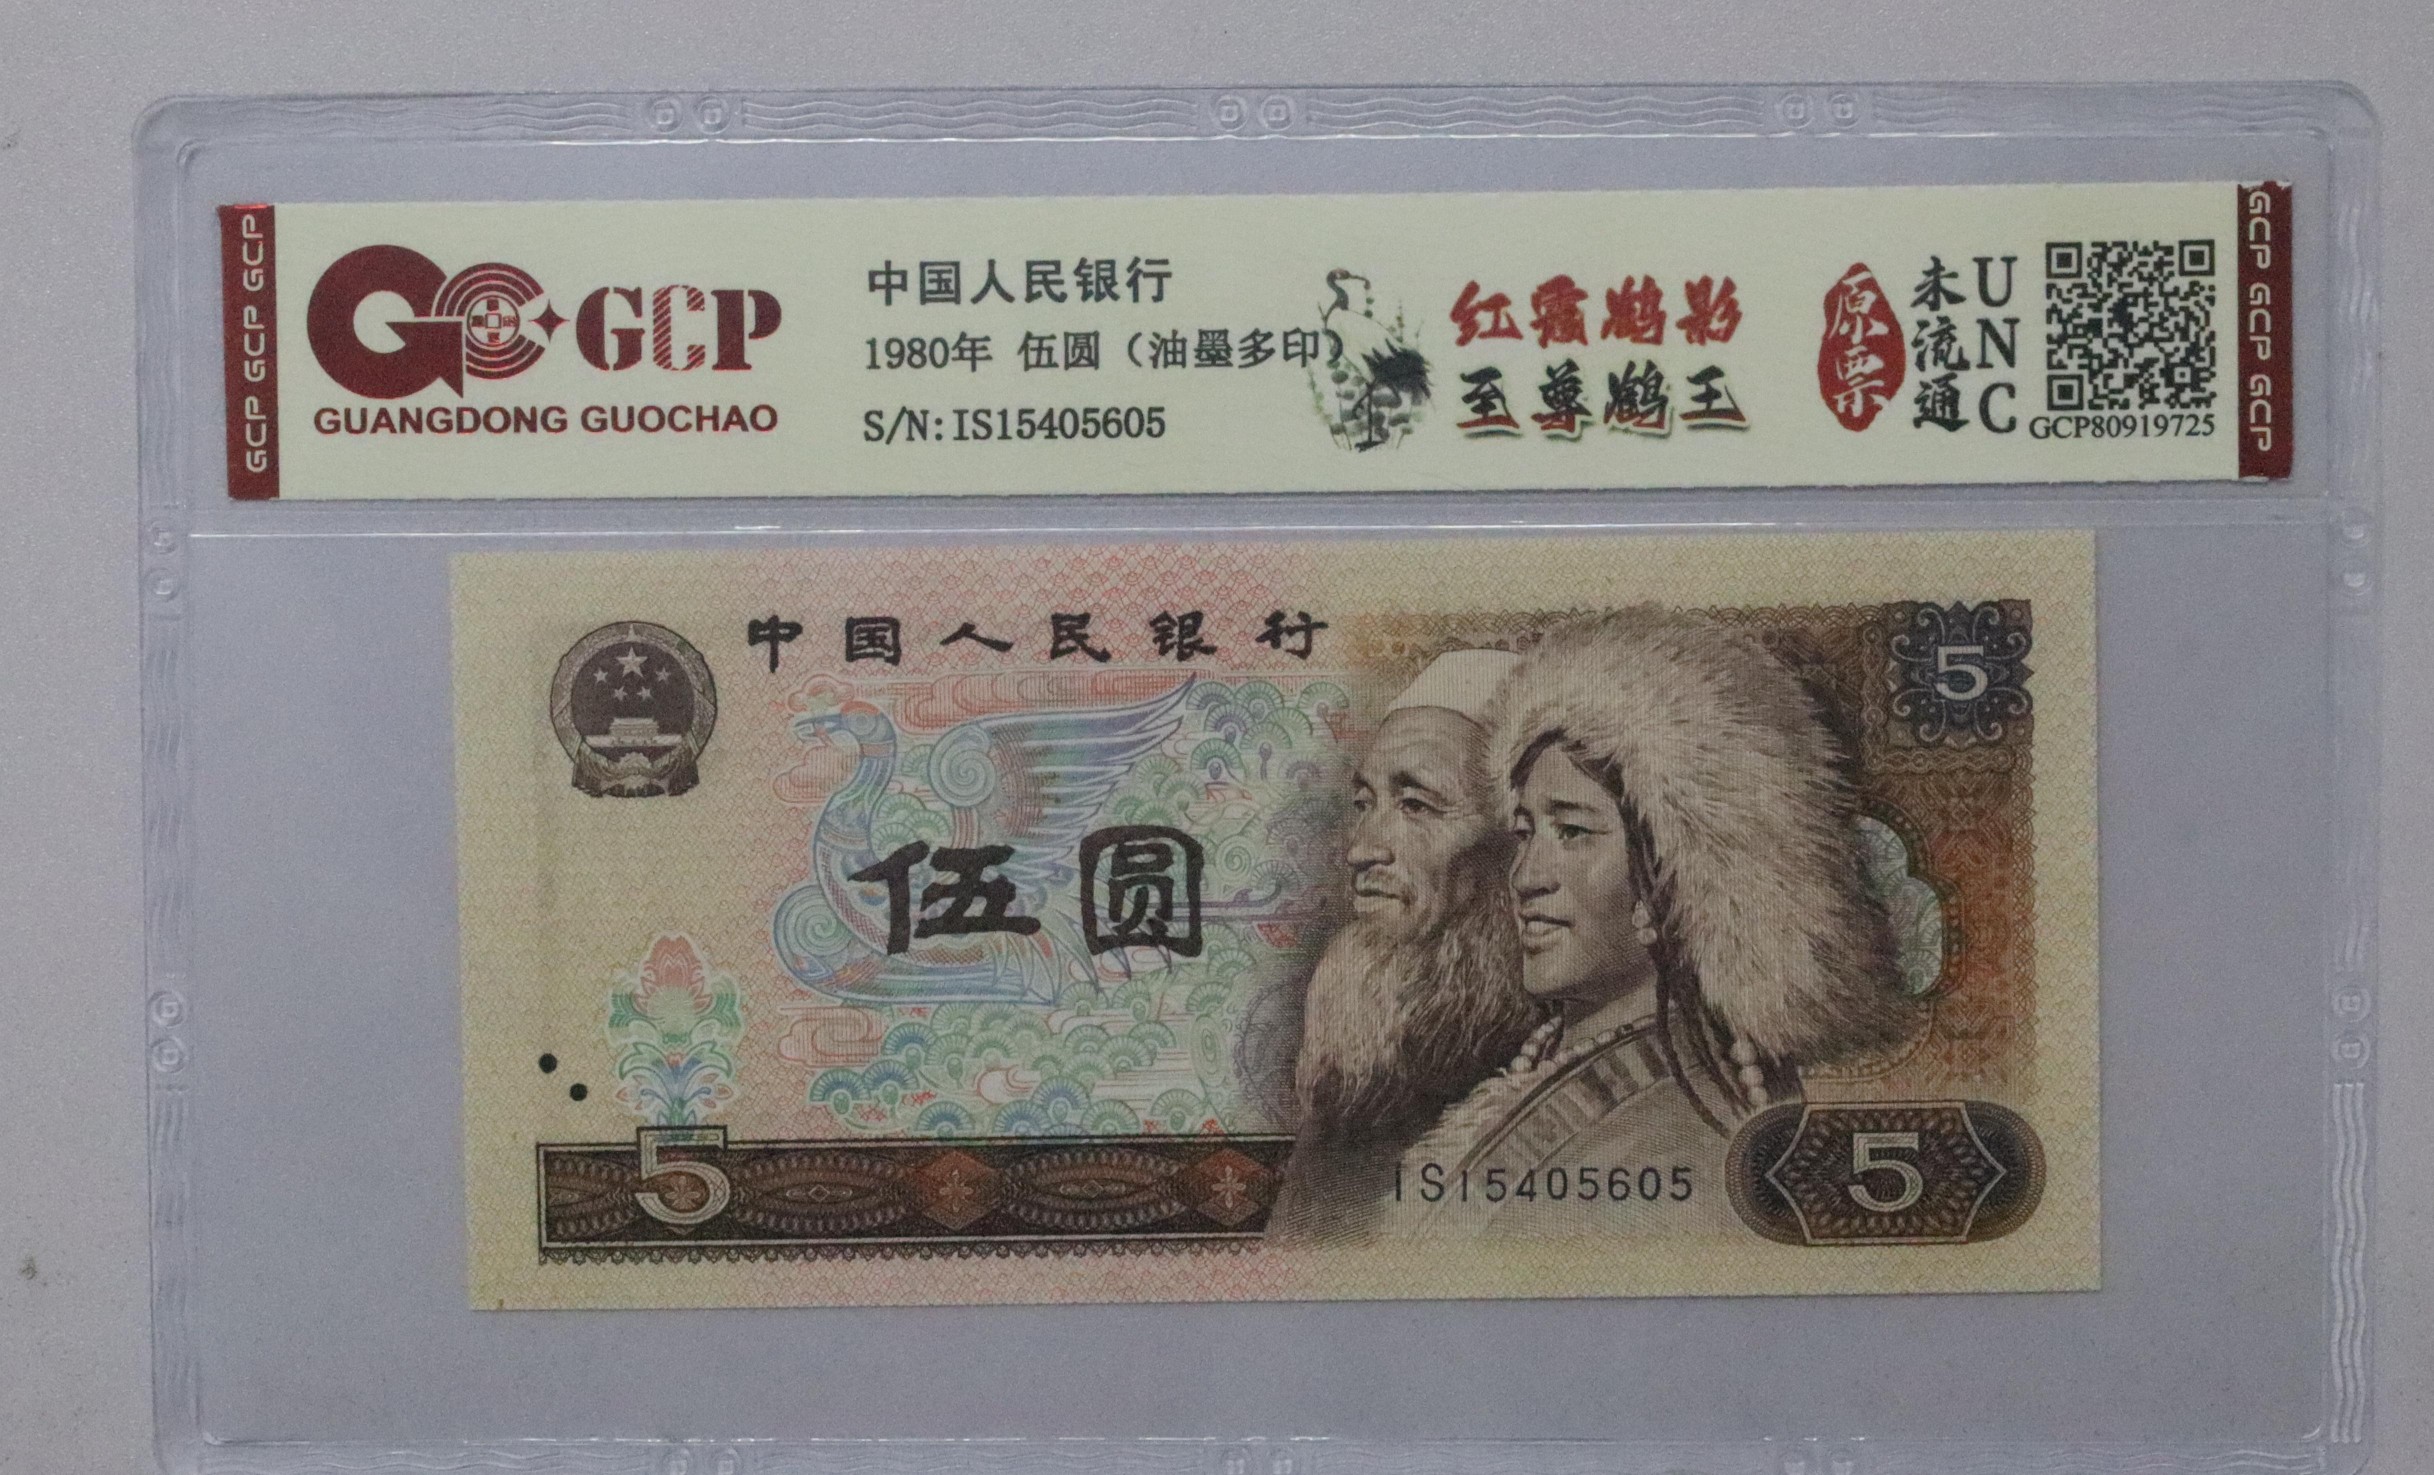 GCP GCP GCP
GCP
GUANGDONG GUOCHAO
中国人民银行
1980年 伍圆（油墨多印）
S/N:IS15405605
红霞鹤影
至尊鹤王
原票
未流通
UNC
GCP80919725
GCP GCP GCP
中国人民银行
5
伍圆
5
IS15405605
5